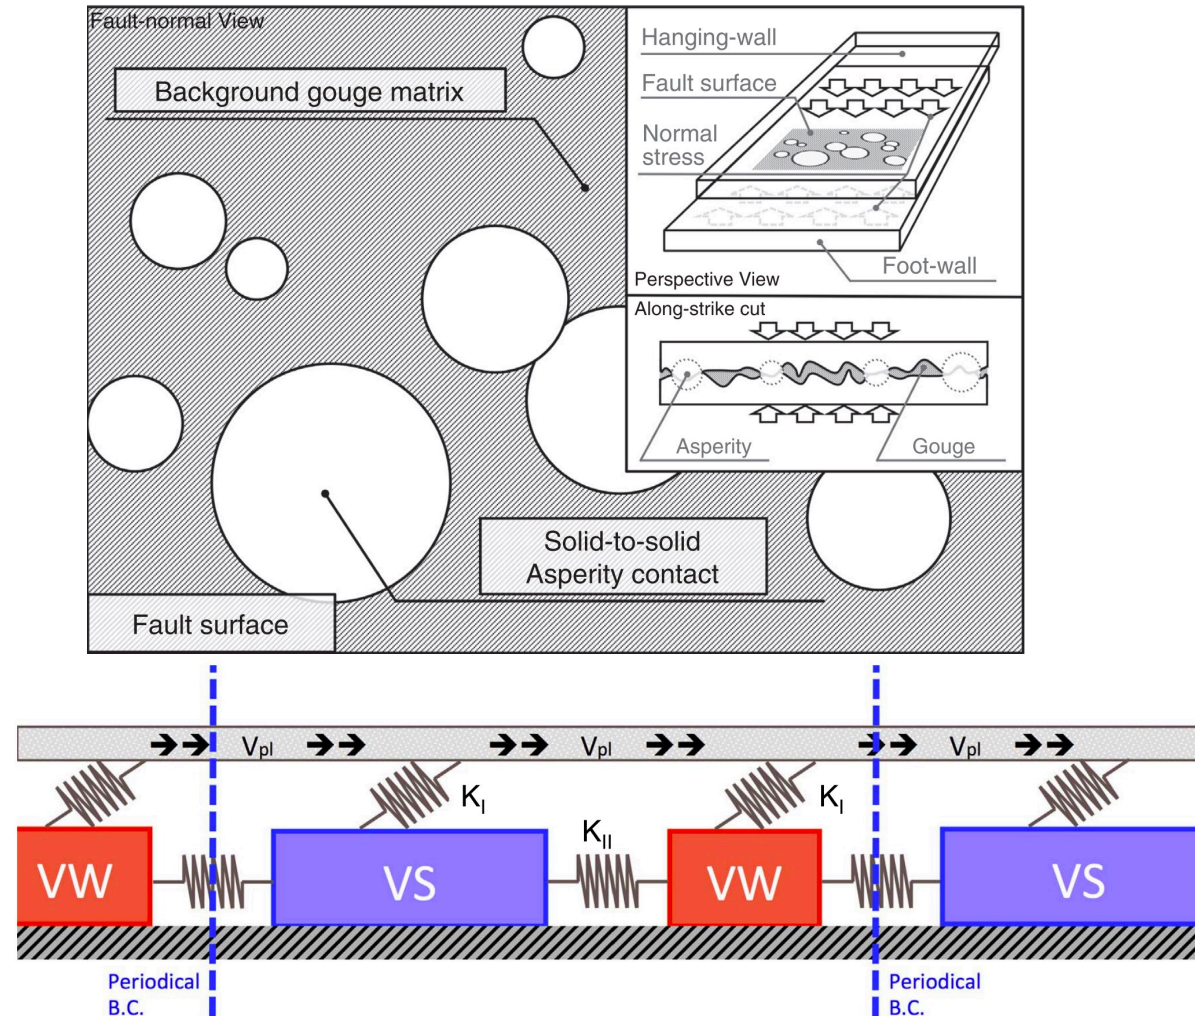 Fault-normal View
Background gouge matrix
Solid-to-solid
Asperity contact
Fault surface
Hanging-wall
Fault surface
Normal
stress
Foot-wall
Perspective View
Along-strike cut
Asperity
Gouge
Vpl
Vpl
Vpl
KI
KI
KII
VW
VS
VW
VS
Periodical
B.C.
Periodical
B.C.